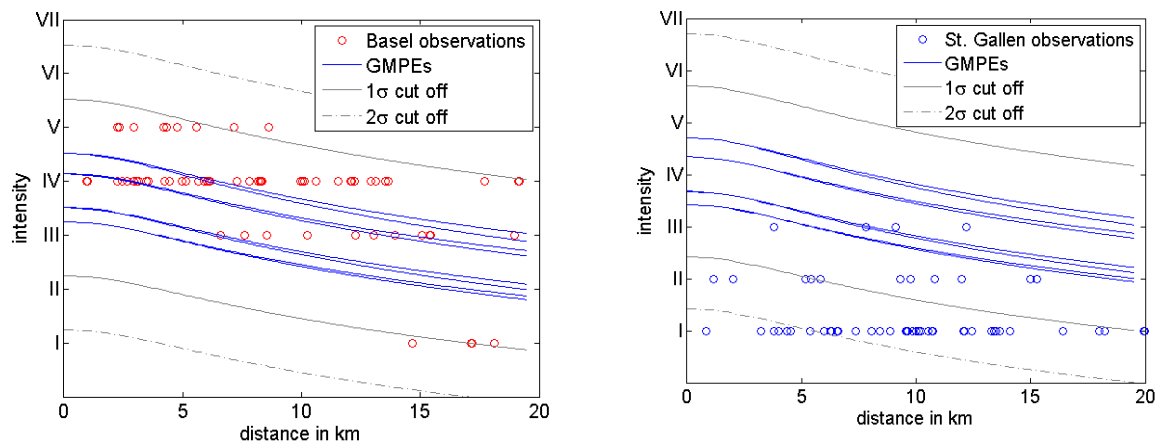 VII
VI
V
IV
III
II
I
intensity
0
5
10
15
20
distance in km
Basel observations
GMPEs
1σ cut off
2σ cut off
VII
VI
V
IV
III
II
I
intensity
0
5
10
15
20
distance in km
St. Gallen observations
GMPEs
1σ cut off
2σ cut off